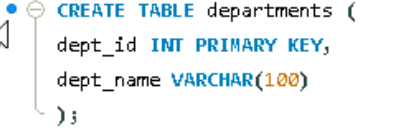 CREATE TABLE departments (
dept_id INT PRIMARY KEY,
dept_name VARCHAR(100)
);